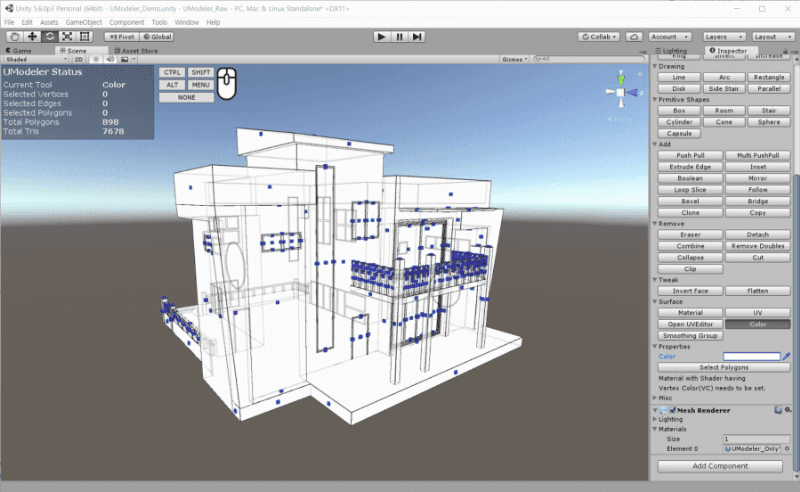 Unity 5.6.0p3 Personal (64bit) - UModeler_Demo.unity - UModeler_Raw - PC, Mac & Linux Standalone* <DX11>
File Edit Assets GameObject Component Tools Window Help
Pivot Global Collab Account Layers Layout
Game Scene Asset Store Lighting Inspector
Shaded 2D Gizmos All
UModeler Status
Current Tool Color
Selected Vertices 0
Selected Edges 0
Selected Polygons 0
Total Polygons 898
Total Tris 7678
CTRL SHIFT
ALT MENU
NONE
Persp
Drawing
Line Arc Rectangle
Disk Side Stair Parallel
Prmitive Shapes
Box Room Stair
Cylinder Cone Sphere
Capsule
Add
Push Pull Multi PushPull
Extrude Edge Inset
Boolean Mirror
Loop Slice Follow
Bevel Bridge
Clone Copy
Remove
Eraser Detach
Combine Remove Doubles
Collapse Cut
Clip
Tweak
Invert Face Flatten
Surface
Material UV
Open UVEditor Color
Smoothing Group
Properties
Color
Select Polygons
Material with Shader having
Vertex Color(VC) needs to be set.
Misc
Mesh Renderer
Lighting
Materials
Size 1
Element 0 UModeler_Only
Add Component